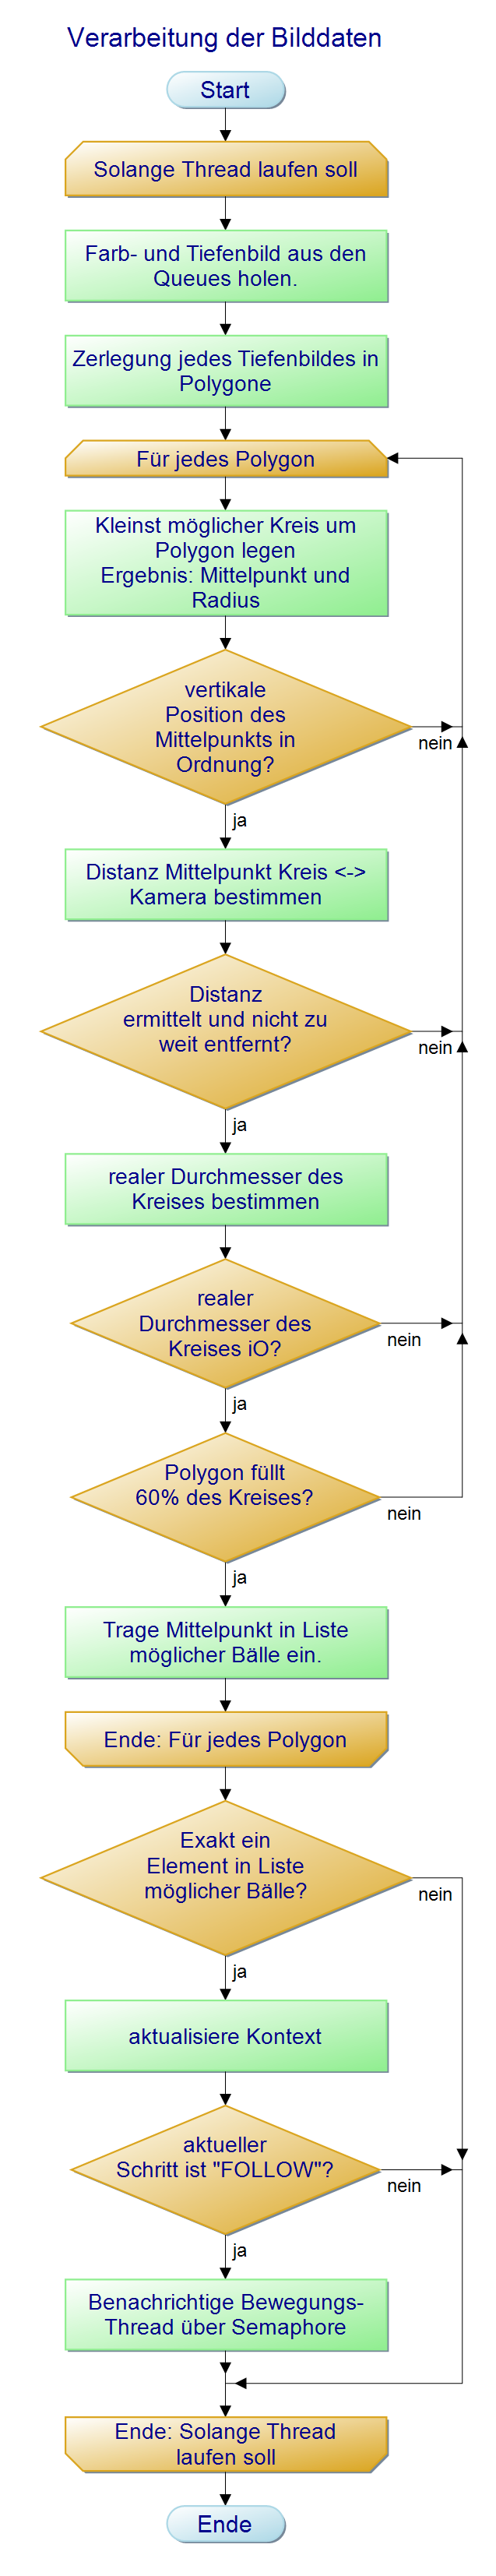 Verarbeitung der Bilddaten
Start
Solange Thread laufen soll
Farb- und Tiefenbild aus den
Queues holen.
Zerlegung jedes Tiefenbildes in
Polygone
Für jedes Polygon
Kleinst möglicher Kreis um
Polygon legen
Ergebnis: Mittelpunkt und
Radius
vertikale
Position des
Mittelpunkts in
Ordnung?
nein
ja
Distanz Mittelpunkt Kreis <->
Kamera bestimmen
Distanz
ermittelt und nicht zu
weit entfernt?
nein
ja
realer Durchmesser des
Kreises bestimmen
realer
Durchmesser des
Kreises iO?
nein
ja
Polygon füllt
60% des Kreises?
nein
ja
Trage Mittelpunkt in Liste
möglicher Bälle ein.
Ende: Für jedes Polygon
Exakt ein
Element in Liste
möglicher Bälle?
nein
ja
aktualisiere Kontext
aktueller
Schritt ist "FOLLOW"?
nein
ja
Benachrichtige Bewegungs-
Thread über Semaphore
Ende: Solange Thread
laufen soll
Ende